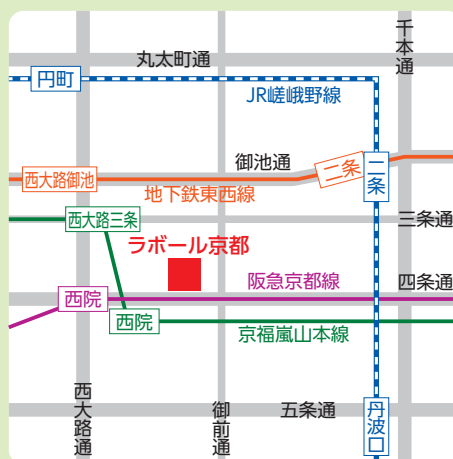 千本通
丸太町通
円町
JR嵯峨野線
御池通
二条
二条
西大路御池
地下鉄東西線
西大路三条
三条通
ラボール京都
西院
阪急京都線
四条通
西院
京福嵐山本線
西大路通
御前通
五条通
丹波口